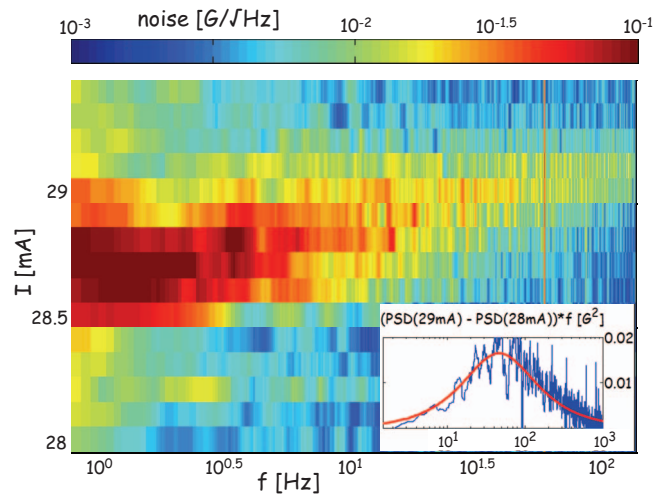 noise [G/√Hz]
10⁻³ 10⁻² 10⁻¹·⁵ 10⁻¹
29
I [mA]
28.5
28
(PSD(29mA) - PSD(28mA))*f [G²]
0.02
0.01
10¹ 10² 10³
10⁰ 10⁰·⁵ 10¹ 10¹·⁵ 10²
f [Hz]